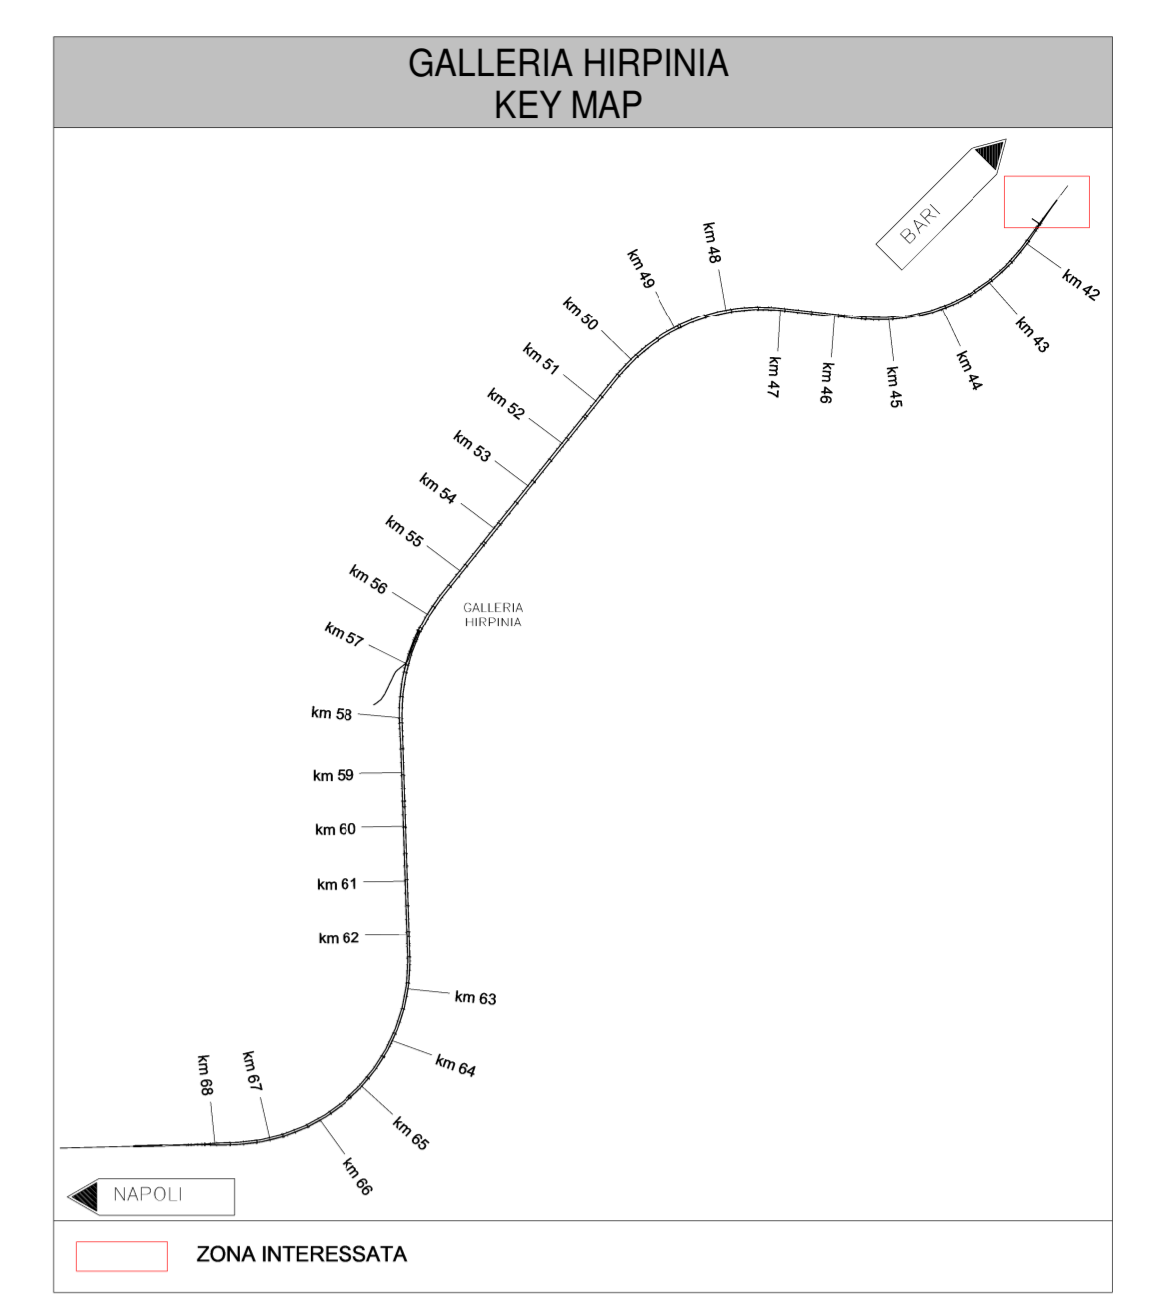 GALLERIA HIRPINIA
KEY MAP
BARI
km 42
km 43
km 44
km 45
km 46
km 47
km 48
km 49
km 50
km 51
km 52
km 53
km 54
km 55
km 56
GALLERIA
HIRPINIA
km 57
km 58
km 59
km 60
km 61
km 62
km 63
km 64
km 65
km 66
km 67
km 68
NAPOLI
ZONA INTERESSATA